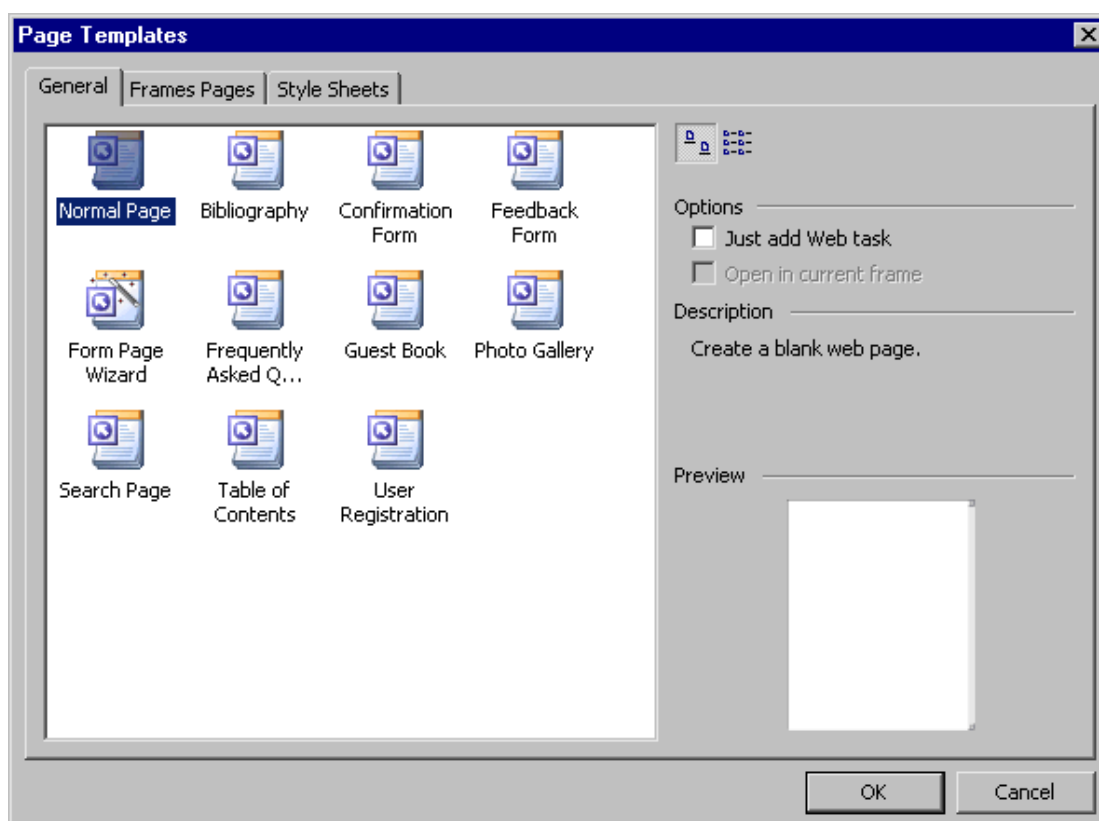 Page Templates
General Frames Pages Style Sheets
Normal Page
Bibliography
Confirmation
Form
Feedback
Form
Form Page
Wizard
Frequently
Asked Q...
Guest Book
Photo Gallery
Search Page
Table of
Contents
User
Registration
Options
Just add Web task
Open in current frame
Description
Create a blank web page.
Preview
OK Cancel